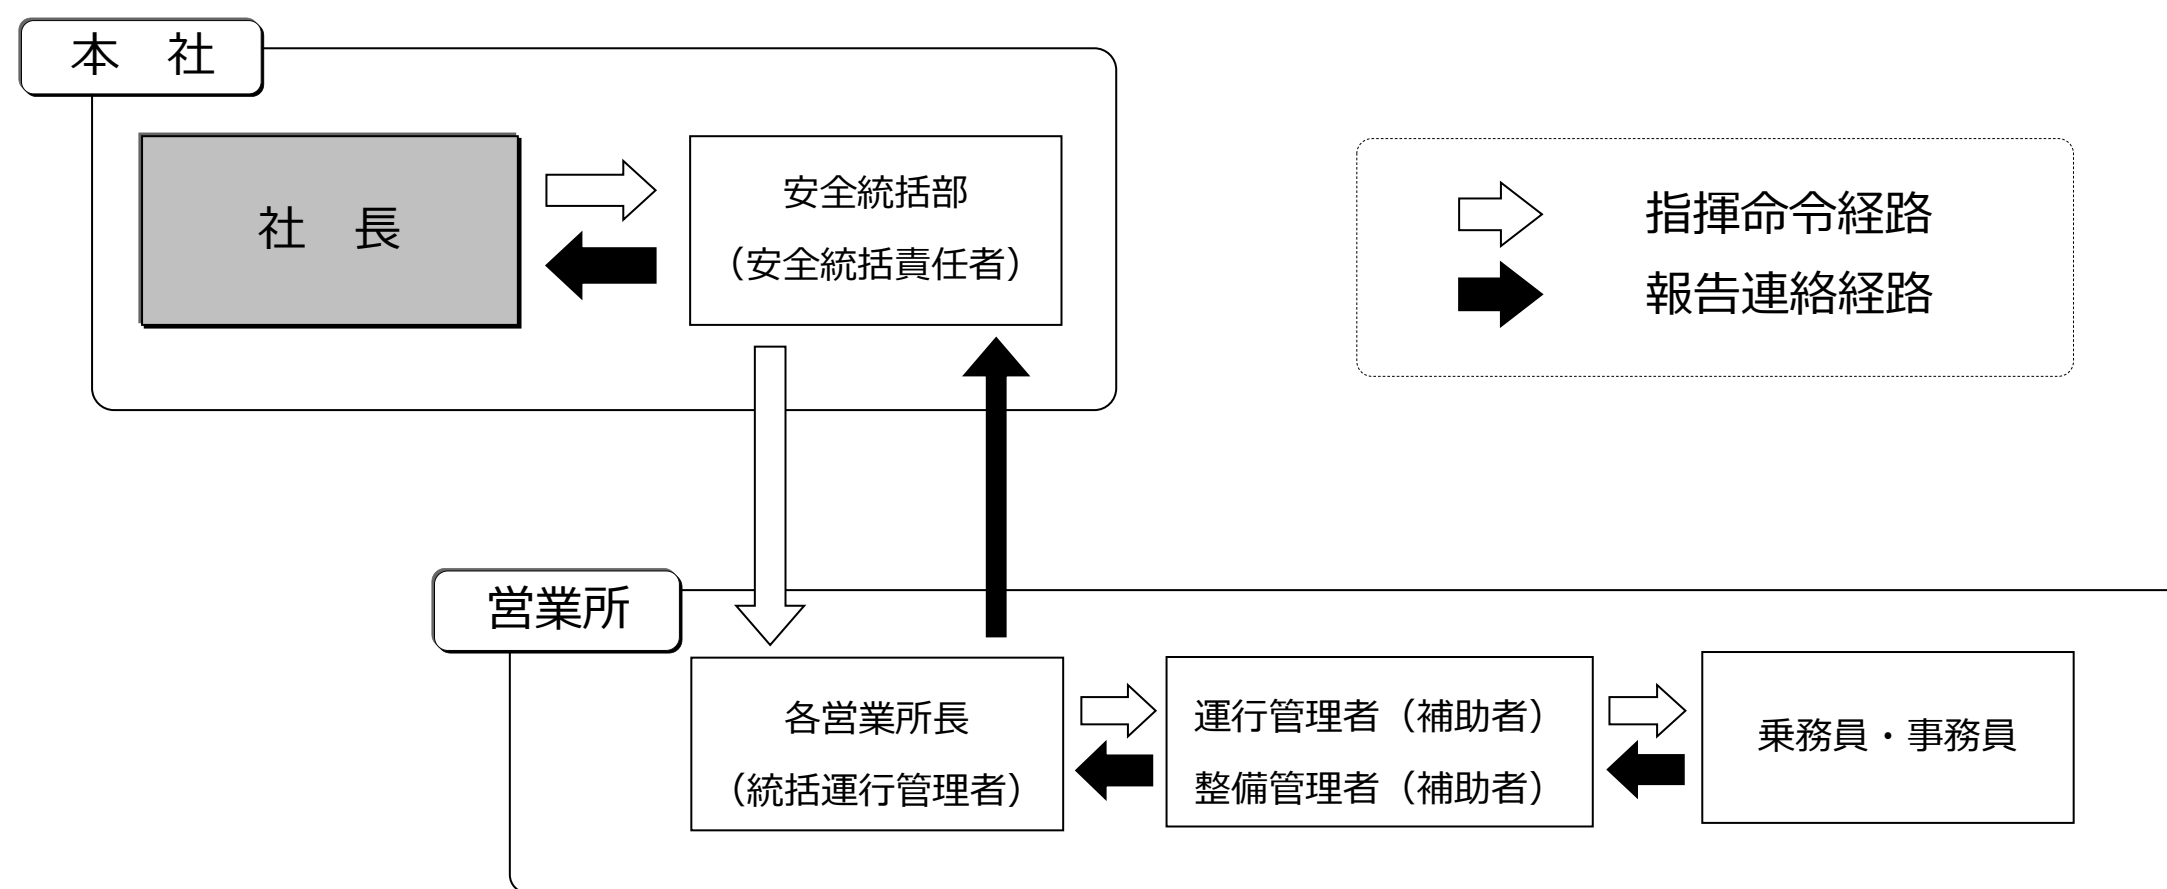 本　社
社　長
安全統括部
（安全統括責任者）
指揮命令経路
報告連絡経路
営業所
各営業所長
（統括運行管理者）
運行管理者（補助者）
整備管理者（補助者）
乗務員・事務員